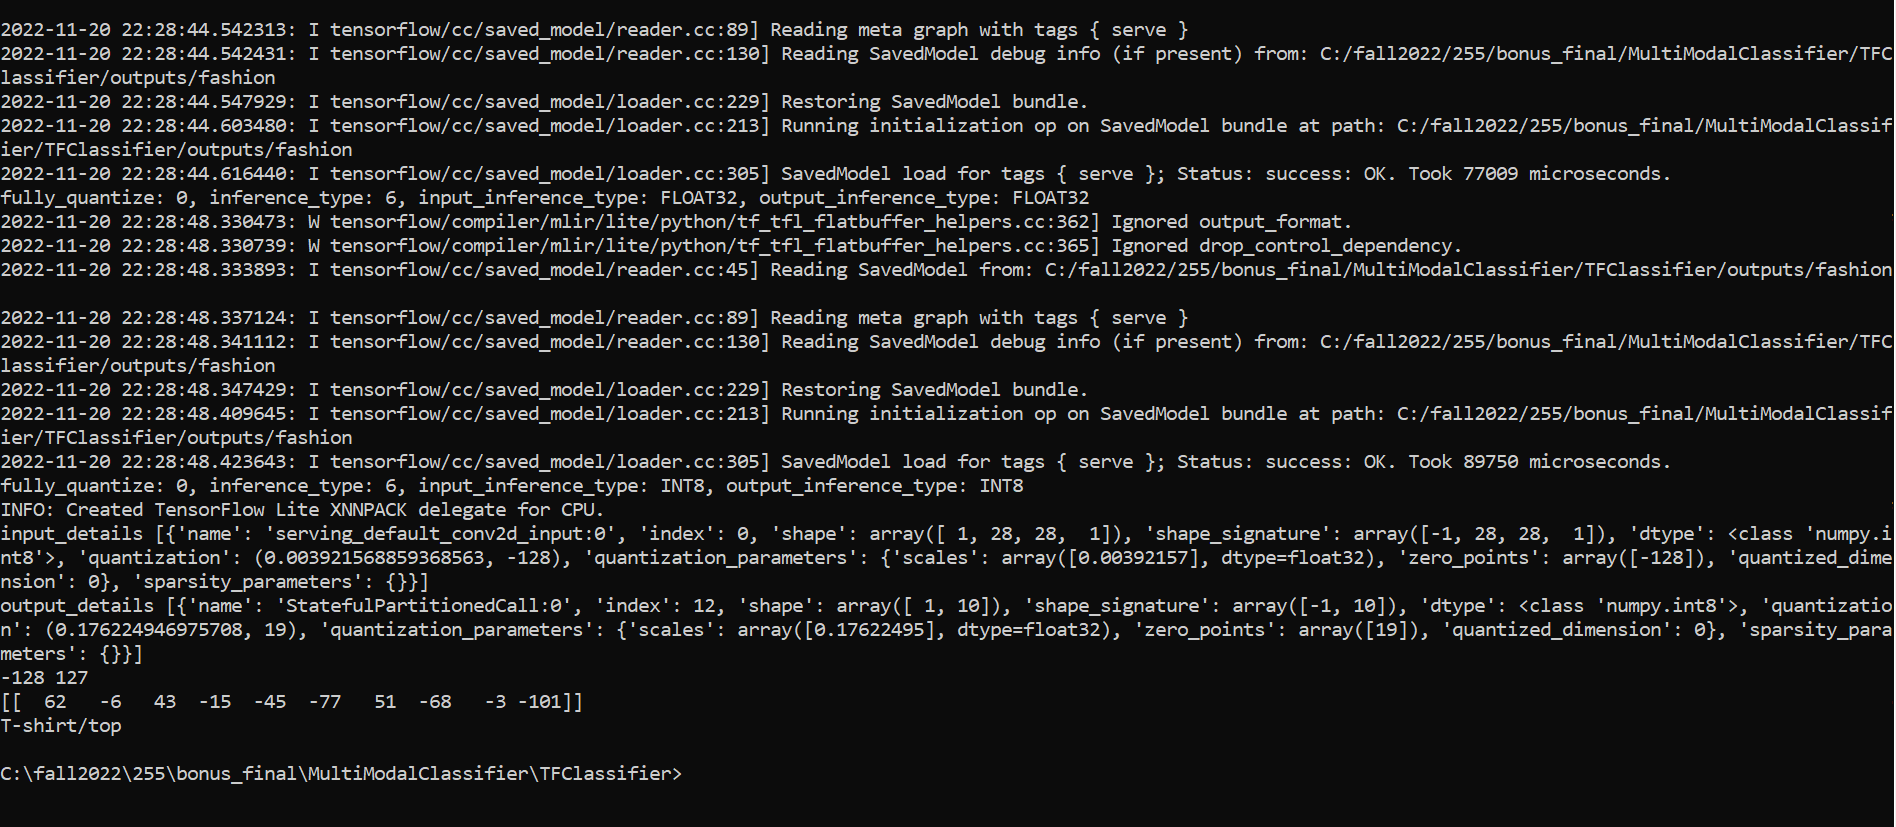 2022-11-20 22:28:44.542313: I tensorflow/cc/saved_model/reader.cc:89] Reading meta graph with tags { serve }
2022-11-20 22:28:44.542431: I tensorflow/cc/saved_model/reader.cc:130] Reading SavedModel debug info (if present) from: C:/fall2022/255/bonus_final/MultiModalClassifier/TFC
lassifier/outputs/fashion
2022-11-20 22:28:44.547929: I tensorflow/cc/saved_model/loader.cc:229] Restoring SavedModel bundle.
2022-11-20 22:28:44.603480: I tensorflow/cc/saved_model/loader.cc:213] Running initialization op on SavedModel bundle at path: C:/fall2022/255/bonus_final/MultiModalClassif
ier/TFClassifier/outputs/fashion
2022-11-20 22:28:44.616440: I tensorflow/cc/saved_model/loader.cc:305] SavedModel load for tags { serve }; Status: success: OK. Took 77009 microseconds.
fully_quantize: 0, inference_type: 6, input_inference_type: FLOAT32, output_inference_type: FLOAT32
2022-11-20 22:28:48.330473: W tensorflow/compiler/mlir/lite/python/tf_tfl_flatbuffer_helpers.cc:362] Ignored output_format.
2022-11-20 22:28:48.330739: W tensorflow/compiler/mlir/lite/python/tf_tfl_flatbuffer_helpers.cc:365] Ignored drop_control_dependency.
2022-11-20 22:28:48.333893: I tensorflow/cc/saved_model/reader.cc:45] Reading SavedModel from: C:/fall2022/255/bonus_final/MultiModalClassifier/TFClassifier/outputs/fashion
2022-11-20 22:28:48.337124: I tensorflow/cc/saved_model/reader.cc:89] Reading meta graph with tags { serve }
2022-11-20 22:28:48.341112: I tensorflow/cc/saved_model/reader.cc:130] Reading SavedModel debug info (if present) from: C:/fall2022/255/bonus_final/MultiModalClassifier/TFC
lassifier/outputs/fashion
2022-11-20 22:28:48.347429: I tensorflow/cc/saved_model/loader.cc:229] Restoring SavedModel bundle.
2022-11-20 22:28:48.409645: I tensorflow/cc/saved_model/loader.cc:213] Running initialization op on SavedModel bundle at path: C:/fall2022/255/bonus_final/MultiModalClassif
ier/TFClassifier/outputs/fashion
2022-11-20 22:28:48.423643: I tensorflow/cc/saved_model/loader.cc:305] SavedModel load for tags { serve }; Status: success: OK. Took 89750 microseconds.
fully_quantize: 0, inference_type: 6, input_inference_type: INT8, output_inference_type: INT8
INFO: Created TensorFlow Lite XNNPACK delegate for CPU.
input_details [{'name': 'serving_default_conv2d_input:0', 'index': 0, 'shape': array([ 1, 28, 28,  1]), 'shape_signature': array([-1, 28, 28,  1]), 'dtype': <class 'numpy.i
nt8'>, 'quantization': (0.003921568859368563, -128), 'quantization_parameters': {'scales': array([0.00392157], dtype=float32), 'zero_points': array([-128]), 'quantized_dime
nsion': 0}, 'sparsity_parameters': {}}]
output_details [{'name': 'StatefulPartitionedCall:0', 'index': 12, 'shape': array([ 1, 10]), 'shape_signature': array([-1, 10]), 'dtype': <class 'numpy.int8'>, 'quantizatio
n': (0.176224946975708, 19), 'quantization_parameters': {'scales': array([0.17622495], dtype=float32), 'zero_points': array([19]), 'quantized_dimension': 0}, 'sparsity_para
meters': {}}]
-128 127
[[  62   -6   43  -15  -45  -77   51  -68   -3 -101]]
T-shirt/top
C:\fall2022\255\bonus_final\MultiModalClassifier\TFClassifier>